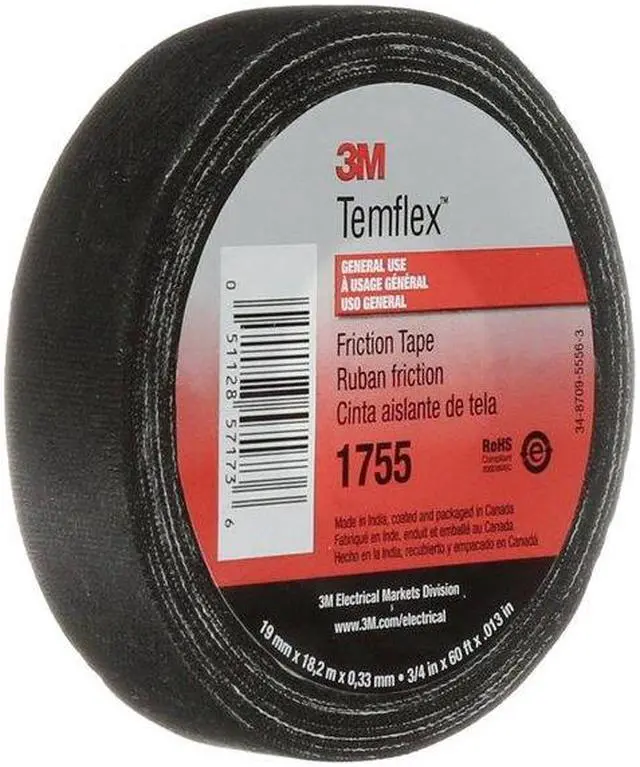 3M
Temflex™
GENERAL USE
À USAGE GÉNÉRAL
USO GENERAL
Friction Tape
Ruban friction
Cinta aislante de tela
1755
RoHS
Compliant
e
Made in India, coated and packaged in Canada
Fabriqué en Inde, enduit et emballé au Canada
Hecho en la India, recubierto y empacado en Canadá
3M Electrical Markets Division
www.3M.com/electrical
19 mm x 18,2 m x 0,33 mm • 3/4 in x 60 ft x .013 in
0 51128 57173 6
34-8709-5556-3